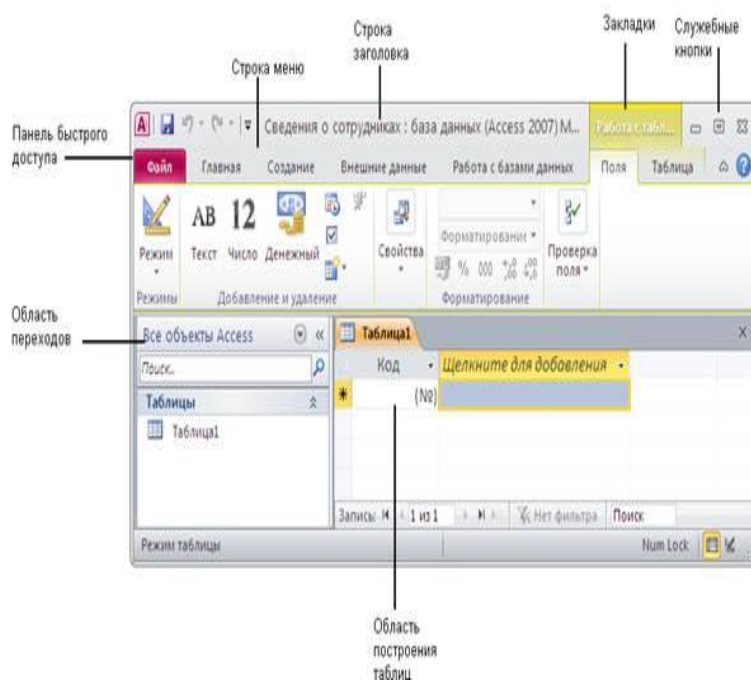 Закладки
Служебные
кнопки
Строка
заголовка
Строка меню
Панель быстрого
доступа
A Сведения о сотрудниках : база данных (Access 2007) М... Работа с табл...
Файл Главная Создание Внешние данные Работа с базами данных Поля Таблица
AB 12
Форматирование
Режим Текст Число Денежный Свойства % 000 Проверка
поля
Режимы Добавление и удаление Форматирование
Область
переходов
Все объекты Access Таблица1
Поиск... Код Щелкните для добавления
Таблицы (№)
Таблица1
Записи: 1 из 1 Нет фильтра Поиск
Режим таблицы Num Lock
Область
построения
таблиц